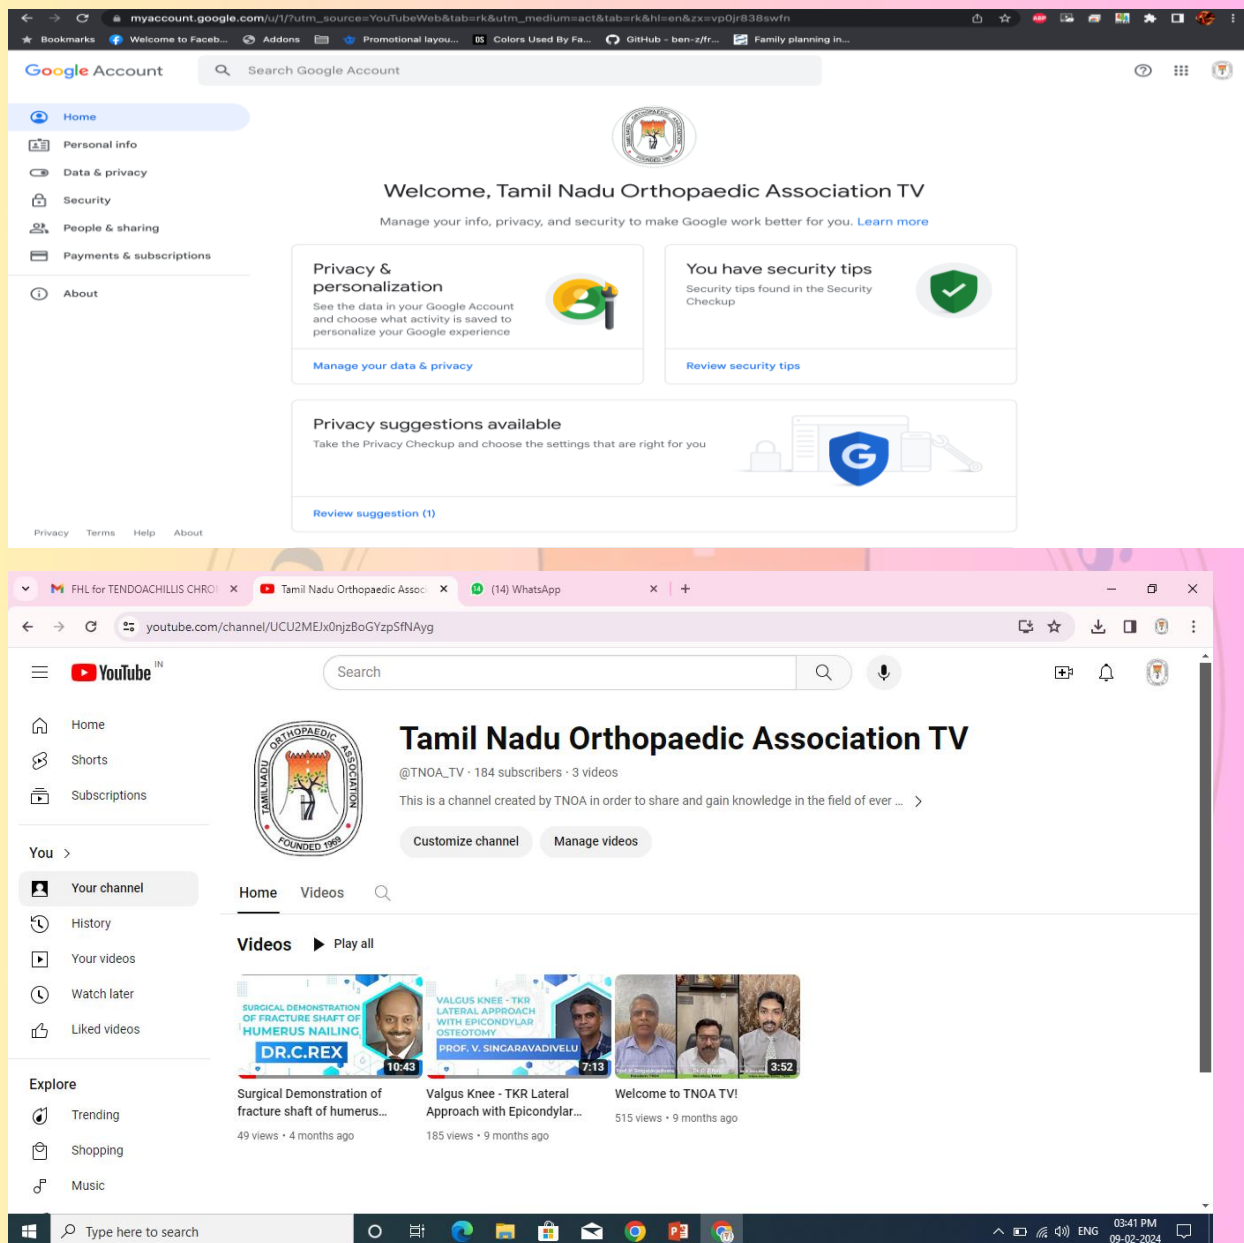 myaccount.google.com/u/1/?utm_source=YouTubeWeb&tab=rk&utm_medium=act&tab=rk&hl=en&zx=vp0jr838swfn
Bookmarks Welcome to Faceb... Addons Promotional layou... DS Colors Used By Fa... GitHub - ben-z/fr... Family planning in...
Google Account Search Google Account
Home
Personal info
Data & privacy
Security
People & sharing
Payments & subscriptions
About
TAMILNADU ORTHOPAEDIC ASSOCIATION
FOUNDED 1969
Welcome, Tamil Nadu Orthopaedic Association TV
Manage your info, privacy, and security to make Google work better for you. Learn more
Privacy &
personalization
See the data in your Google Account
and choose what activity is saved to
personalize your Google experience
Manage your data & privacy
You have security tips
Security tips found in the Security
Checkup
Review security tips
Privacy suggestions available
Take the Privacy Checkup and choose the settings that are right for you
G
Review suggestion (1)
Privacy Terms Help About
FHL for TENDOACHILLIS CHRO Tamil Nadu Orthopaedic Assoc (14) WhatsApp
youtube.com/channel/UCU2MEJx0njzBoGYzpSfNAyg
YouTube IN
Search
Home
Shorts
Subscriptions
You
Your channel
History
Your videos
Watch later
Liked videos
Explore
Trending
Shopping
Music
TAMILNADU ORTHOPAEDIC ASSOCIATION
FOUNDED 1969
Tamil Nadu Orthopaedic Association TV
@TNOA_TV · 184 subscribers · 3 videos
This is a channel created by TNOA in order to share and gain knowledge in the field of ever ...
Customize channel Manage videos
Home Videos
Videos Play all
SURGICAL DEMONSTRATION
OF FRACTURE SHAFT OF
HUMERUS NAILING
DR.C.REX
10:43
Surgical Demonstration of
fracture shaft of humerus...
49 views • 4 months ago
VALGUS KNEE - TKR
LATERAL APPROACH
WITH EPICONDYLAR
OSTEOTOMY
PROF. V. SINGARAVADIVELU
7:13
Valgus Knee - TKR Lateral
Approach with Epicondylar...
185 views • 9 months ago
3:52
Welcome to TNOA TV!
515 views • 9 months ago
Type here to search
ENG
03:41 PM
09-02-2024